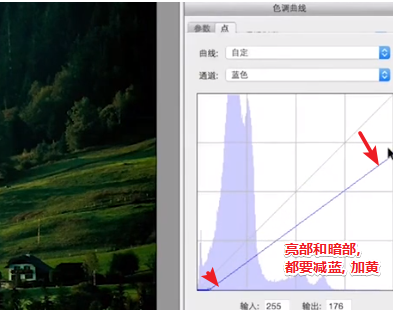 色调曲线
参数 点
曲线: 自定
通道: 蓝色
亮部和暗部,
都要减蓝, 加黄
输入: 255 输出: 176